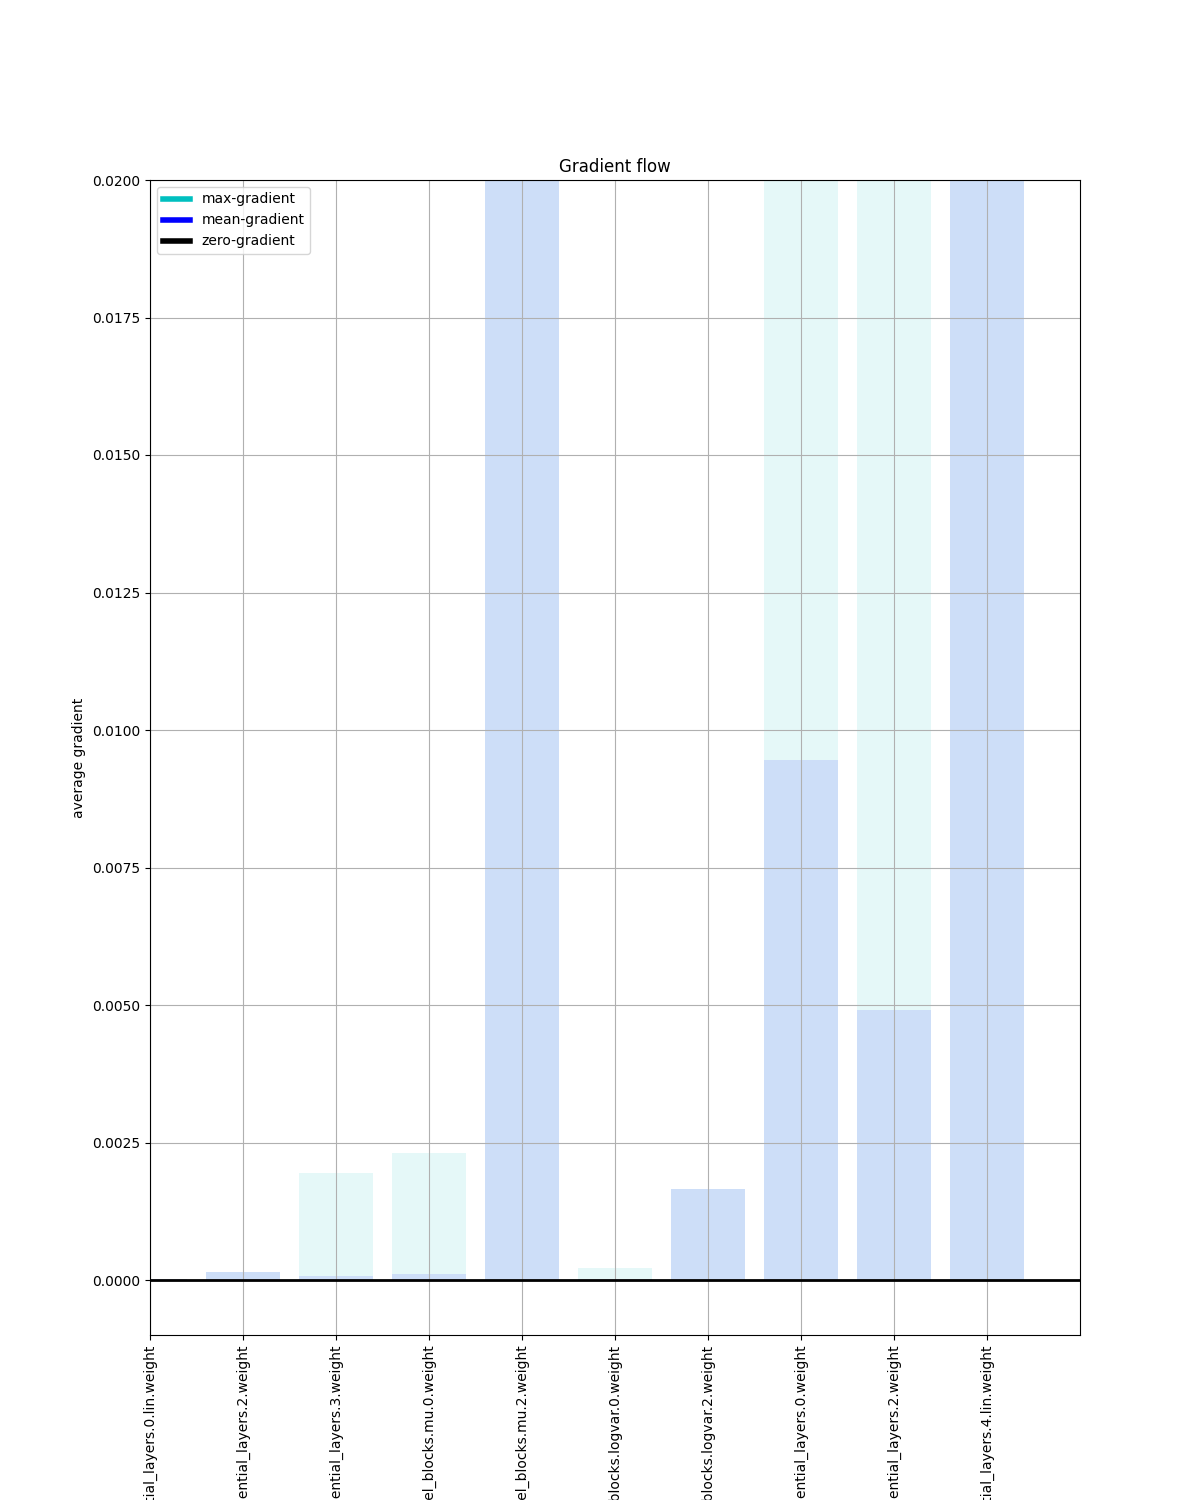 Gradient flow
max-gradient
mean-gradient
zero-gradient
0.0200
0.0175
0.0150
0.0125
0.0100
0.0075
0.0050
0.0025
0.0000
average gradient
tial_layers.0.lin.weight
ential_layers.2.weight
ential_layers.3.weight
el_blocks.mu.0.weight
el_blocks.mu.2.weight
blocks.logvar.0.weight
blocks.logvar.2.weight
ential_layers.0.weight
ential_layers.2.weight
tial_layers.4.lin.weight